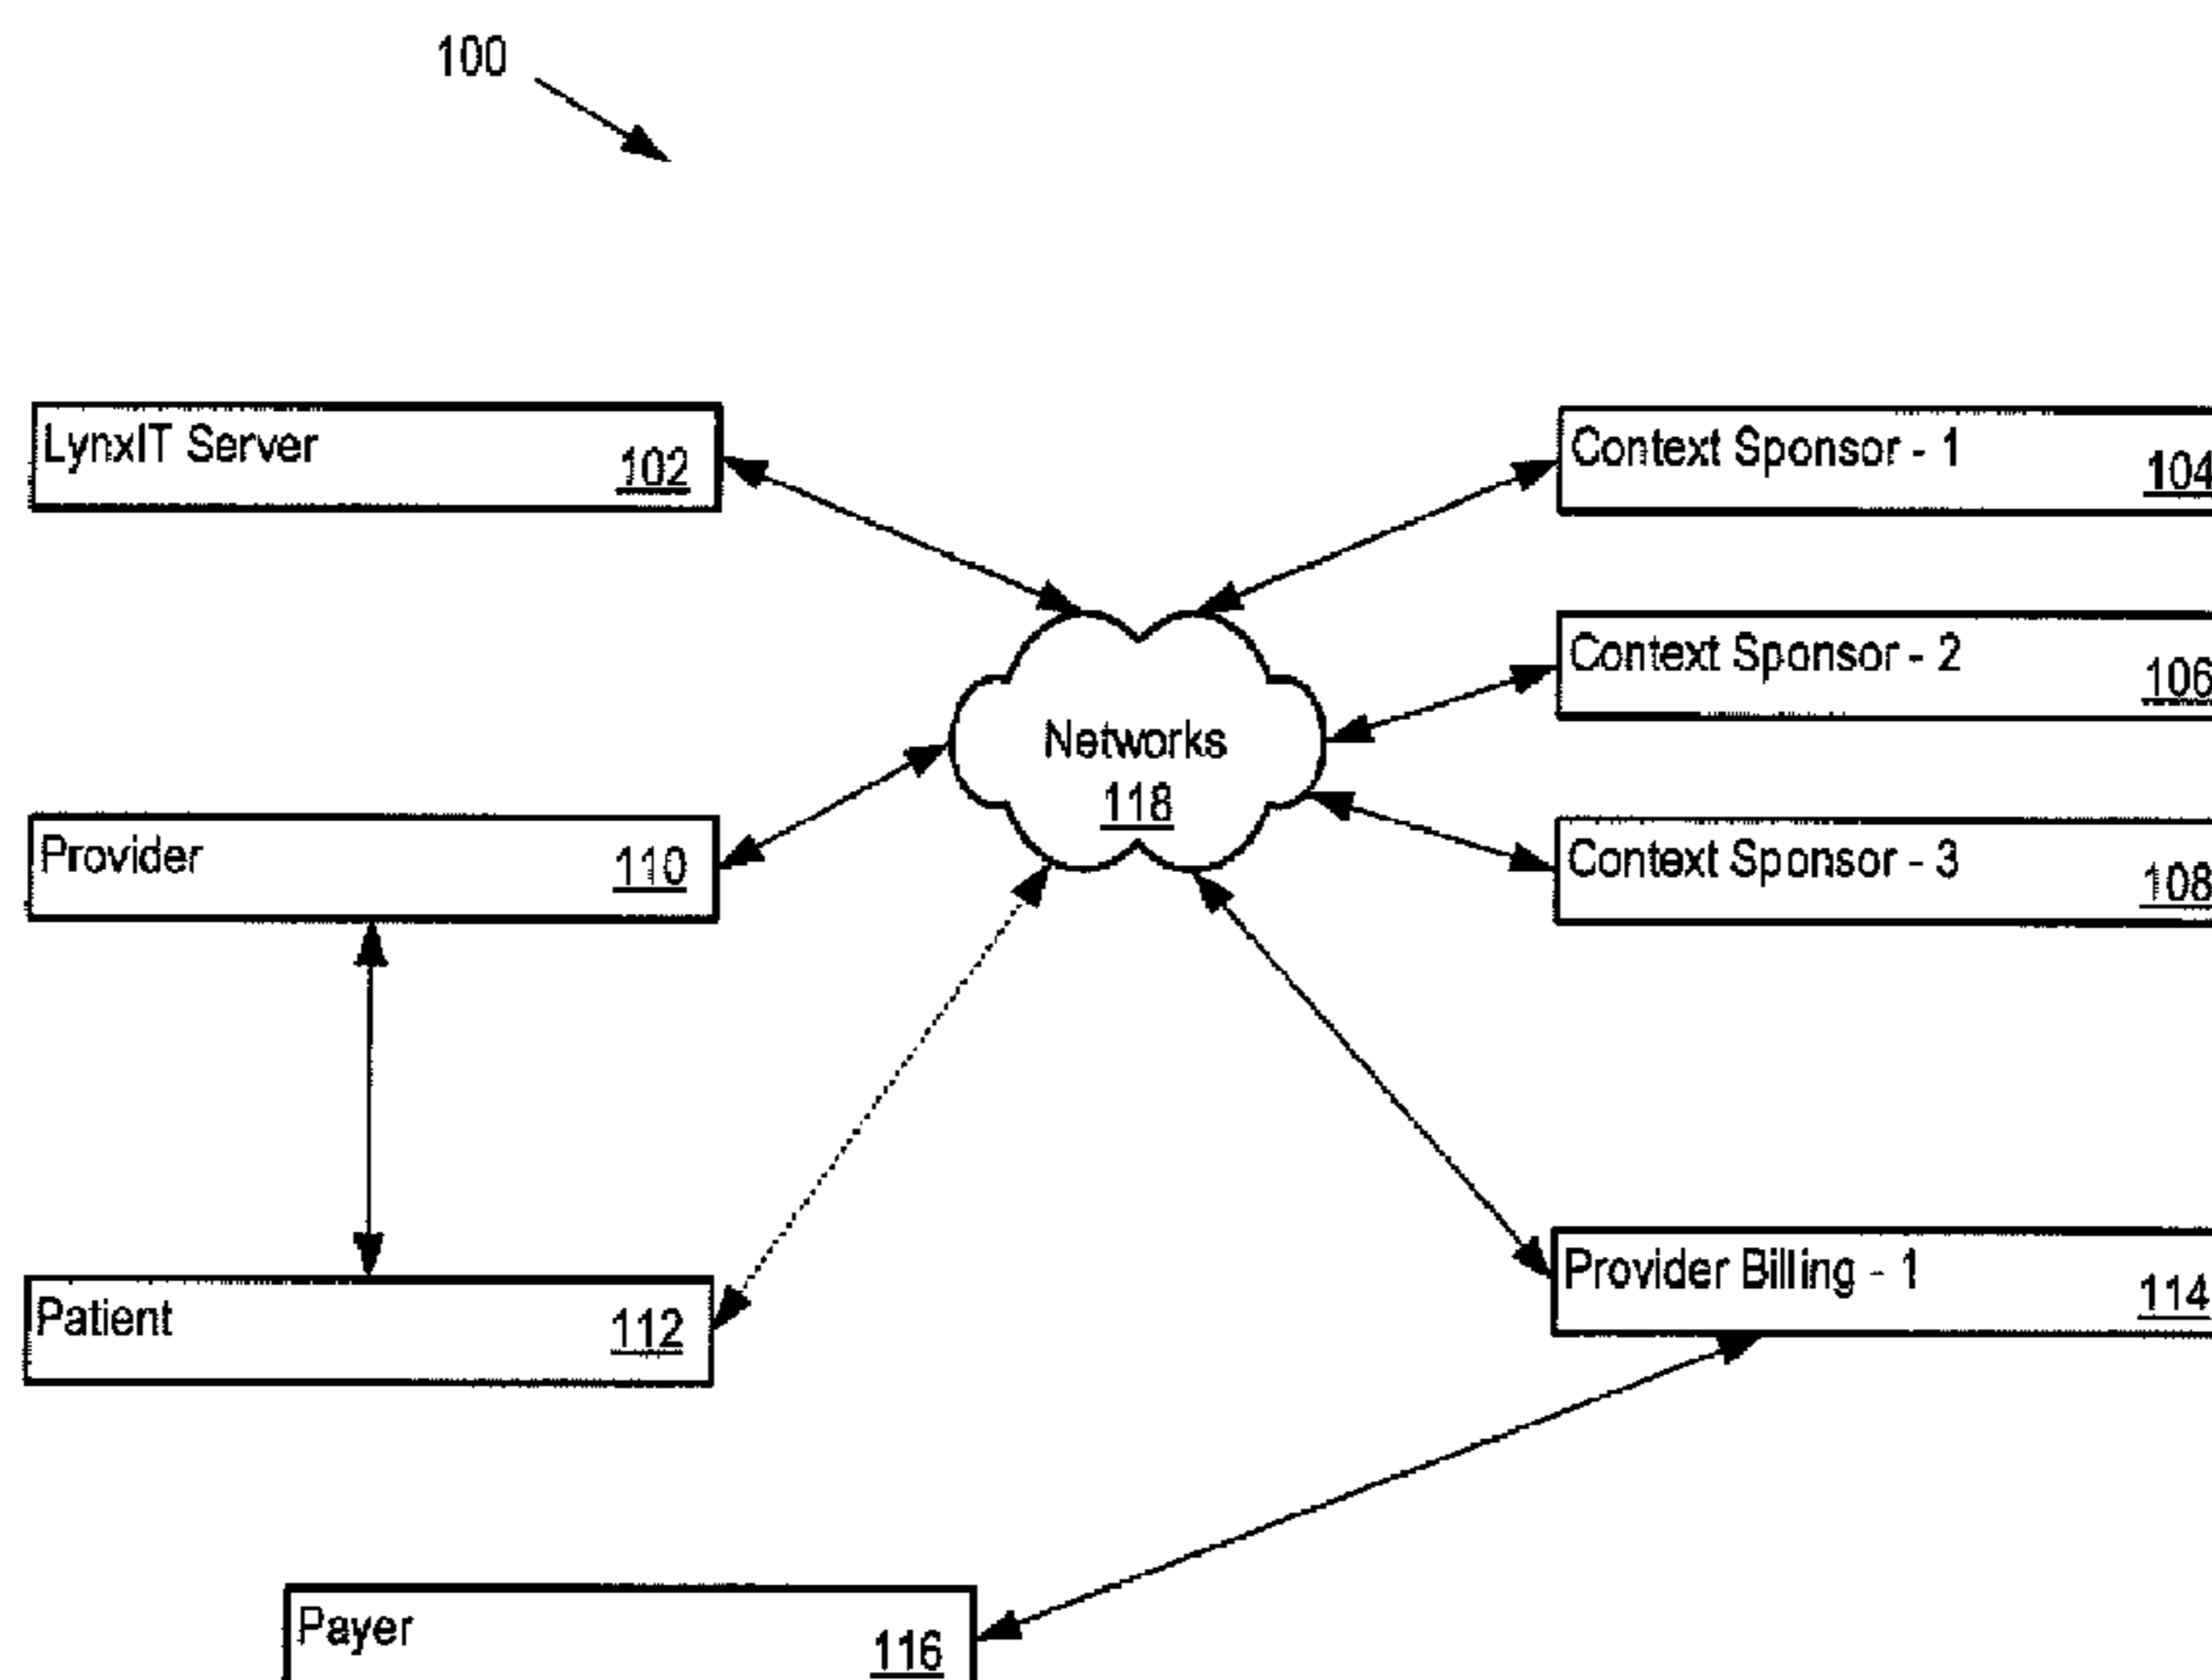 100
LynxIT Server
102
Context Sponsor - 1
104
Context Sponsor - 2
106
Networks
118
Provider
110
Context Sponsor - 3
108
Patient
112
Provider Billing - 1
114
Payer
116